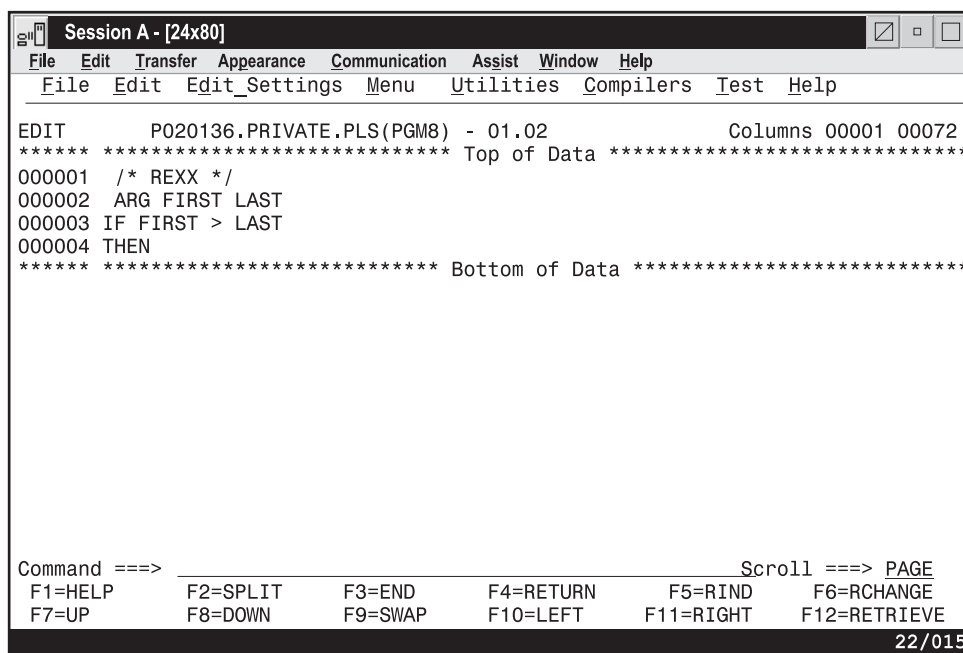 Session A - [24x80]
File Edit Transfer Appearance Communication Assist Window Help
File Edit Edit_Settings Menu Utilities Compilers Test Help
EDIT PO20136.PRIVATE.PLS(PGM8) - 01.02 Columns 00001 00072
****** ***************************** Top of Data ******************************
000001 /* REXX */
000002 ARG FIRST LAST
000003 IF FIRST > LAST
000004 THEN
****** **************************** Bottom of Data ****************************
Command ===> Scroll ===> PAGE
F1=HELP F2=SPLIT F3=END F4=RETURN F5=RIND F6=RCHANGE
F7=UP F8=DOWN F9=SWAP F10=LEFT F11=RIGHT F12=RETRIEVE
22/015